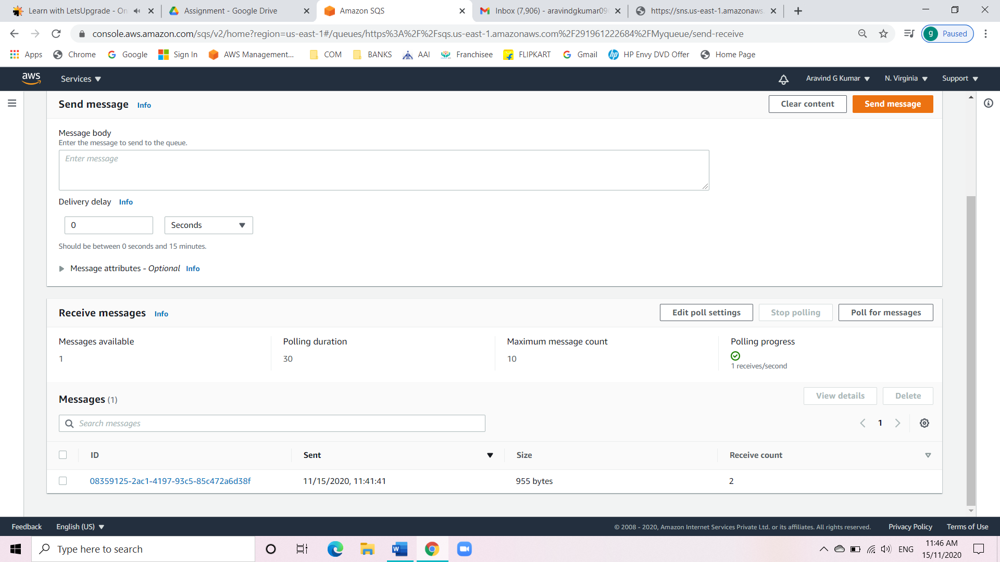 Learn with LetsUpgrade - On
Assignment - Google Drive
Amazon SQS
Inbox (7,906) - aravindgkumar09
https://sns.us-east-1.amazonaws.
console.aws.amazon.com/sqs/v2/home?region=us-east-1#/queues/https%3A%2F%2Fsqs.us-east-1.amazonaws.com%2F291961222684%2FMyqueue/send-receive
g Paused
Apps Chrome Google Sign In AWS Management... COM BANKS AAI Franchisee FLIPKART Gmail HP Envy DVD Offer Home Page
aws Services Aravind G Kumar N. Virginia Support
Send message Info Clear content Send message
Message body
Enter the message to send to the queue.
Enter message
Delivery delay Info
0 Seconds
Should be between 0 seconds and 15 minutes.
Message attributes - Optional Info
Receive messages Info Edit poll settings Stop polling Poll for messages
Messages available Polling duration Maximum message count Polling progress
1 30 10
1 receives/second
Messages (1) View details Delete
Search messages 1
ID Sent Size Receive count
08359125-2ac1-4197-93c5-85c472a6d38f 11/15/2020, 11:41:41 955 bytes 2
Feedback English (US) © 2008 - 2020, Amazon Internet Services Private Ltd. or its affiliates. All rights reserved. Privacy Policy Terms of Use
Type here to search
ENG
11:46 AM
15/11/2020